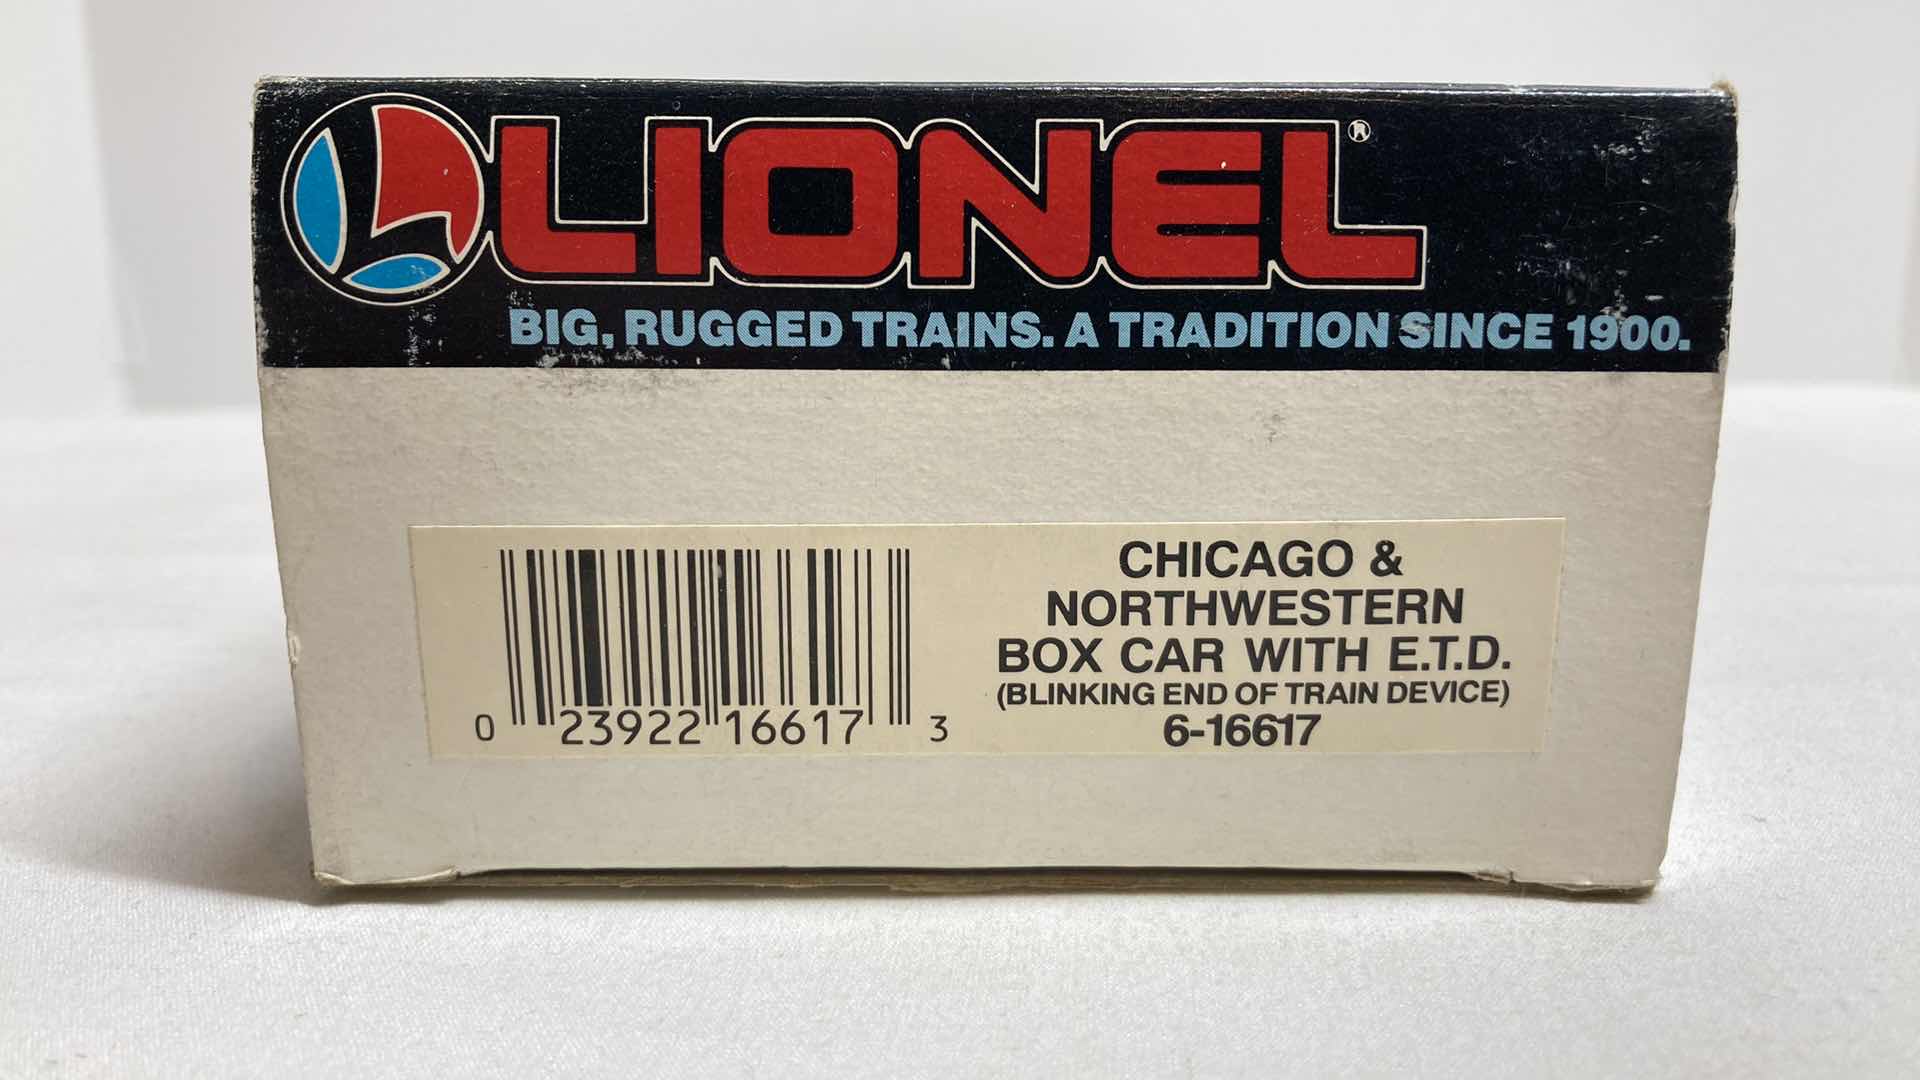 LIONEL®
BIG, RUGGED TRAINS. A TRADITION SINCE 1900.
CHICAGO &
NORTHWESTERN
BOX CAR WITH E.T.D.
(BLINKING END OF TRAIN DEVICE)
6-16617
0 23922 16617 3